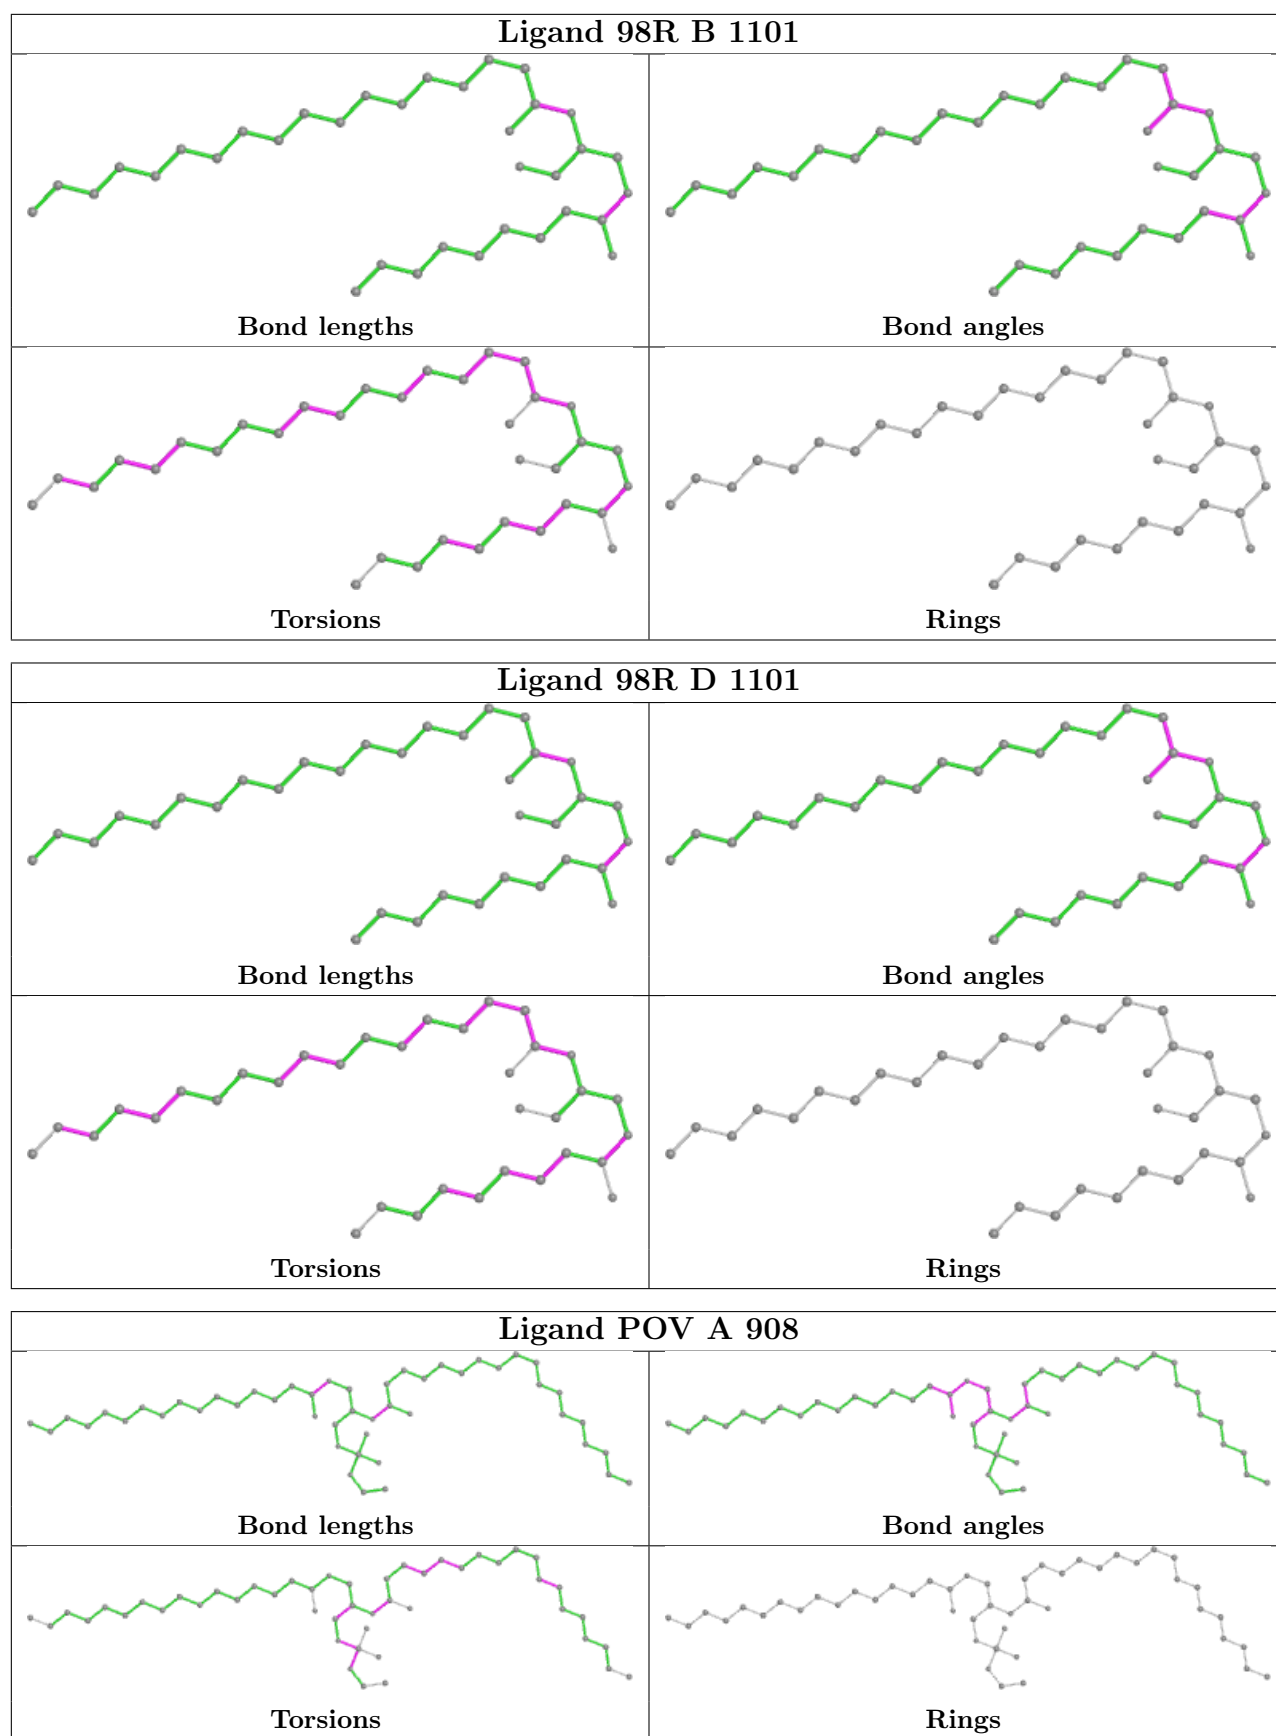 Ligand 98R B 1101
Bond lengths
Bond angles
Torsions
Rings
Ligand 98R D 1101
Bond lengths
Bond angles
Torsions
Rings
Ligand POV A 908
Bond lengths
Bond angles
Torsions
Rings